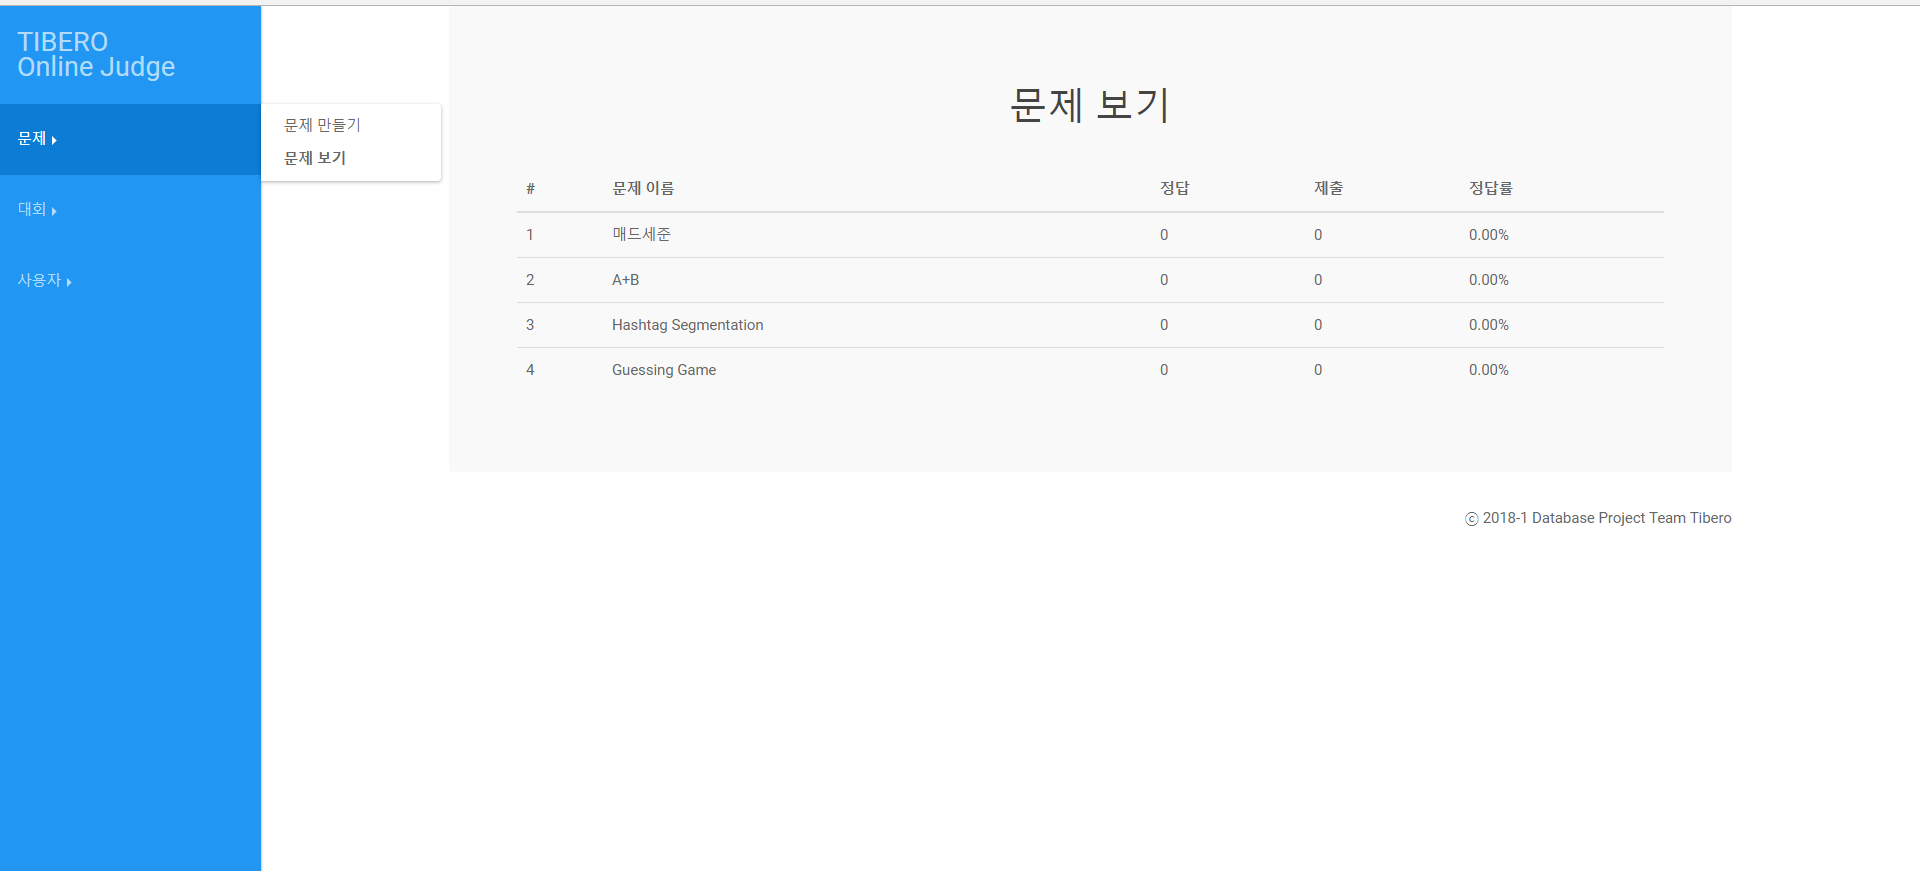 TIBERO
Online Judge
문제
문제 만들기
문제 보기
대회
사용자
문제 보기
# 문제 이름 정답 제출 정답률
1 매드세준 0 0 0.00%
2 A+B 0 0 0.00%
3 Hashtag Segmentation 0 0 0.00%
4 Guessing Game 0 0 0.00%
ⓒ 2018-1 Database Project Team Tibero